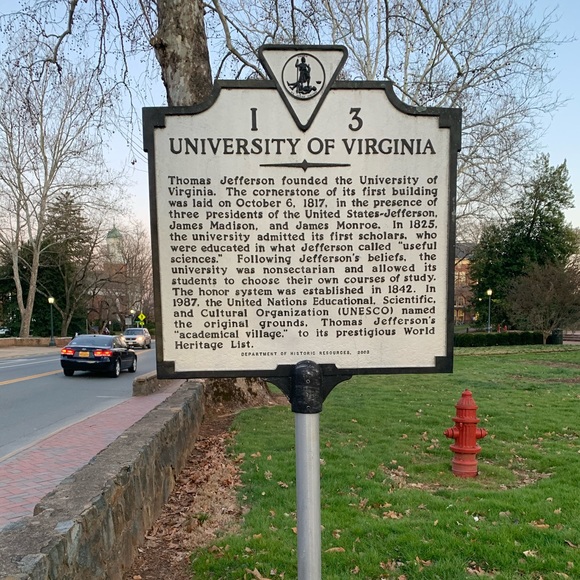 I 3
UNIVERSITY OF VIRGINIA
Thomas Jefferson founded the University of
Virginia. The cornerstone of its first building
was laid on October 6, 1817, in the presence of
three presidents of the United States-Jefferson,
James Madison, and James Monroe. In 1825,
the university admitted its first scholars, who
were educated in what Jefferson called "useful
sciences." Following Jefferson's beliefs, the
university was nonsectarian and allowed its
students to choose their own courses of study.
The honor system was established in 1842. In
1987, the United Nations Educational, Scientific,
and Cultural Organization (UNESCO) named
the original grounds, Thomas Jefferson's
"academical village," to its prestigious World
Heritage List.
DEPARTMENT OF HISTORIC RESOURCES, 2003